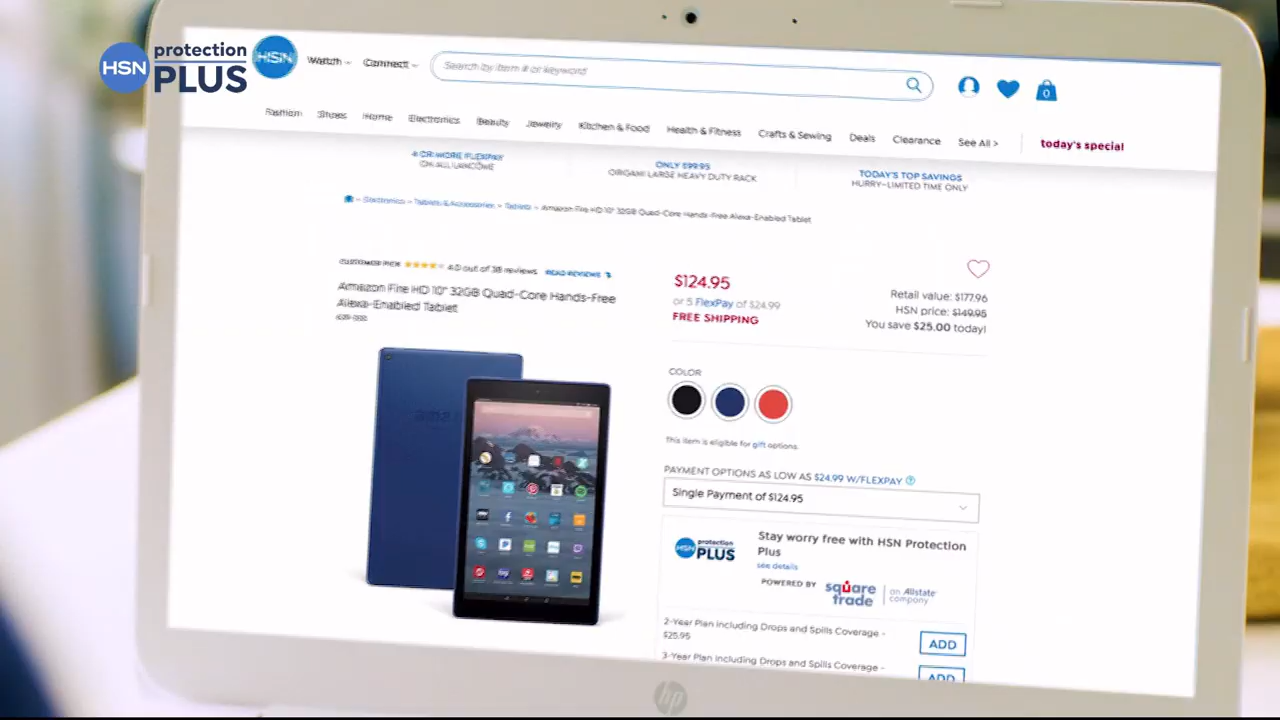 HSN protection PLUS
HSN
Watch
Connect
Search by item # or keyword
0
Fashion Shoes Home Electronics Beauty Jewelry Kitchen & Food Health & Fitness Crafts & Sewing Deals Clearance See All > today's special
4 OR MORE FLEXPAY
ON ALL LANCÔME
ONLY $99.95
ORIGAMI LARGE HEAVY DUTY RACK
TODAY'S TOP SAVINGS
HURRY–LIMITED TIME ONLY
Electronics > Tablets & Accessories > Tablets > Amazon Fire HD 10" 32GB Quad-Core Hands-Free Alexa-Enabled Tablet
CUSTOMER PICK 4.0 out of 38 reviews READ REVIEWS
Amazon Fire HD 10" 32GB Quad-Core Hands-Free
Alexa-Enabled Tablet
$124.95
or 5 FlexPay of $24.99
FREE SHIPPING
Retail value: $177.96
HSN price: $149.95
You save $25.00 today!
COLOR
This item is eligible for gift options.
PAYMENT OPTIONS AS LOW AS $24.99 W/FLEXPAY ?
Single Payment of $124.95
HSN protection PLUS
Stay worry free with HSN Protection
Plus
see details
POWERED BY square trade | an Allstate company
2-Year Plan including Drops and Spills Coverage -
$25.95
ADD
3-Year Plan including Drops and Spills Coverage -
ADD
hp